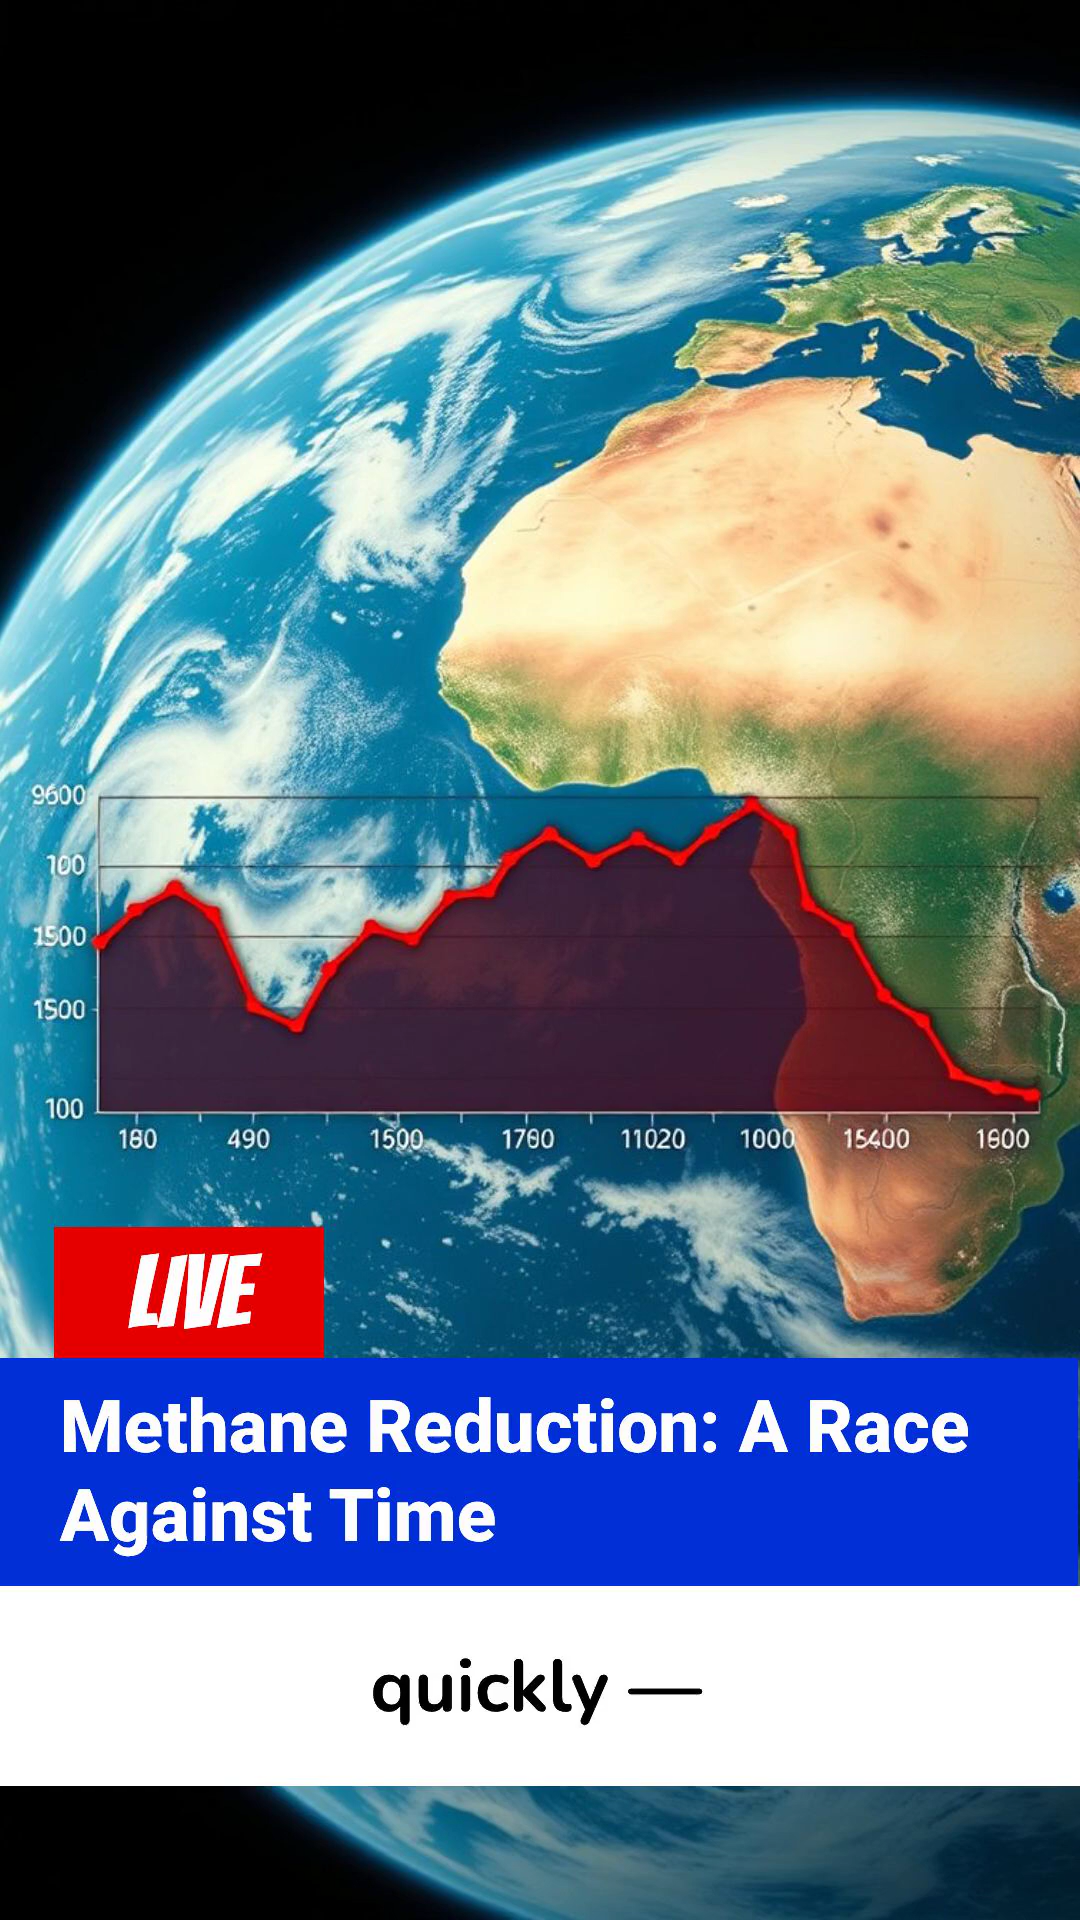 9600
100
1500
1500
100
180 490 1500 1760 11020 1000 15400 1600
LIVE
Methane Reduction: A Race
Against Time
quickly —